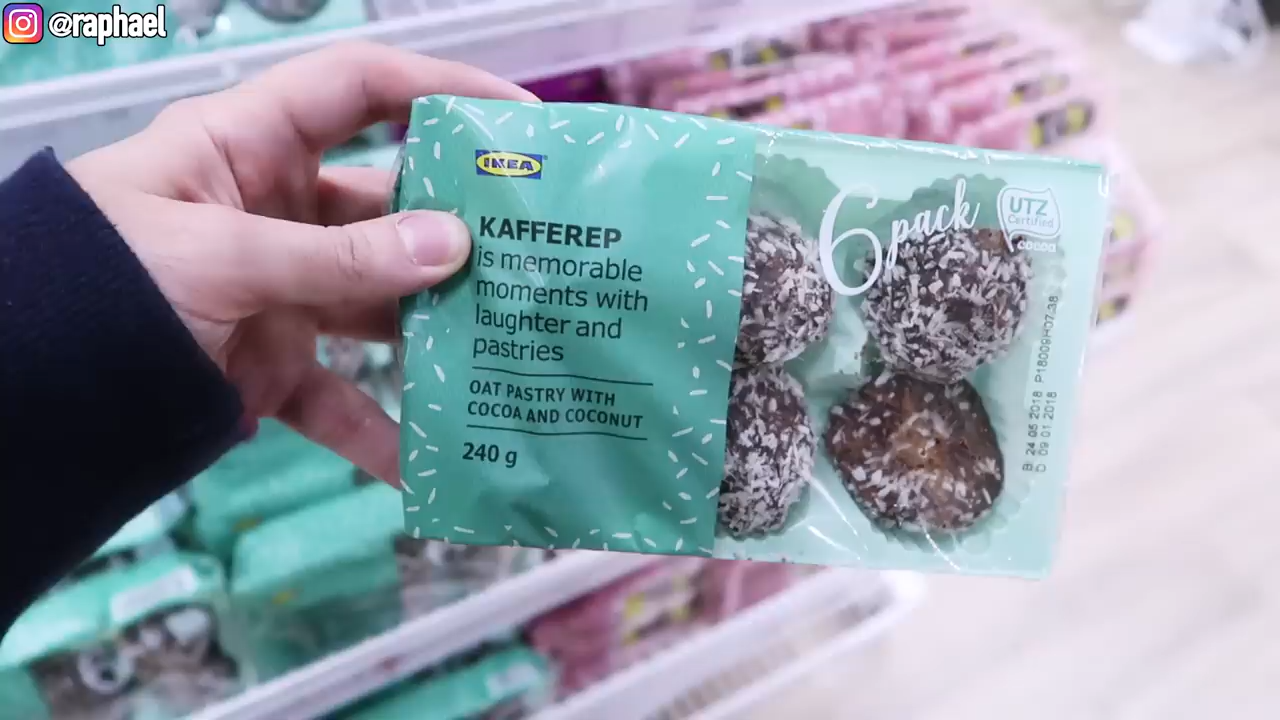 @raphael
IKEA
KAFFEREP
is memorable
moments with
laughter and
pastries
OAT PASTRY WITH
COCOA AND COCONUT
240 g
6 pack
UTZ
Certified
COCOA
B 24 05 2018 P18009H07:38
D 09 01 2018